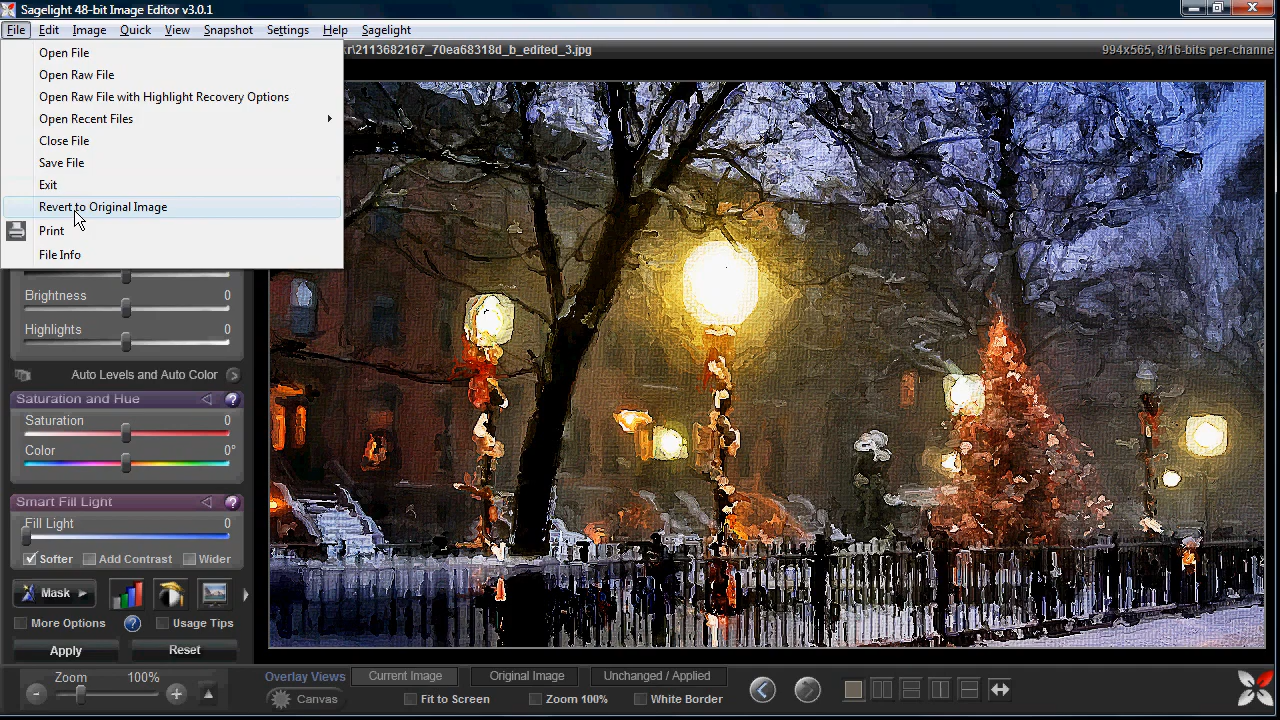 Sagelight 48-bit Image Editor v3.0.1
File Edit Image Quick View Snapshot Settings Help Sagelight
r\2113682167_70ea68318d_b_edited_3.jpg 994x565, 8/16-bits per-channe
Open File
Open Raw File
Open Raw File with Highlight Recovery Options
Open Recent Files
Close File
Save File
Exit
Revert to Original Image
Print
File Info
Brightness 0
Highlights 0
Auto Levels and Auto Color
Saturation and Hue ?
Saturation 0
Color 0°
Smart Fill Light ?
Fill Light 0
Softer Add Contrast Wider
Mask
More Options ? Usage Tips
Apply Reset
Zoom 100%
Overlay Views Current Image Original Image Unchanged / Applied
Canvas Fit to Screen Zoom 100% White Border